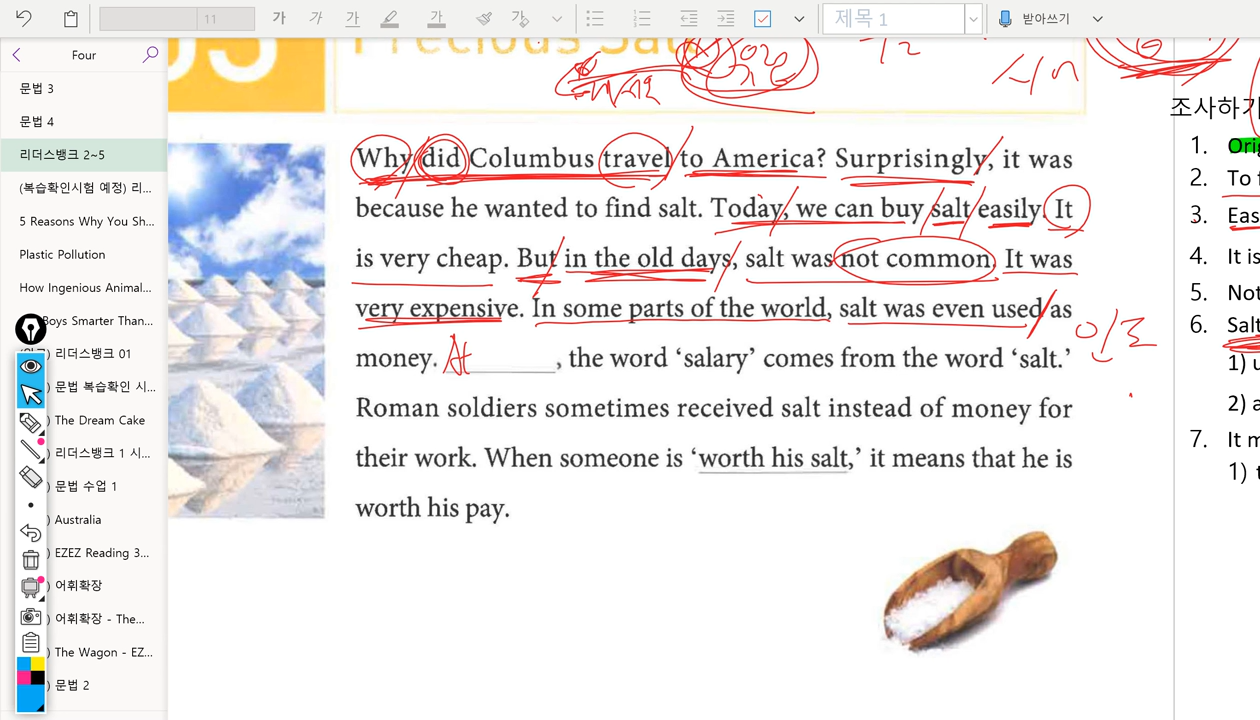 11
가 가 가 가 가
제목 1
받아쓰기
Four
문법 3
문법 4
리더스뱅크 2~5
(복습확인시험 예정) 리...
5 Reasons Why You Sh...
Plastic Pollution
How Ingenious Animal...
Boys Smarter Than...
) 리더스뱅크 01
) 문법 복습확인 시...
) The Dream Cake
) 리더스뱅크 1 시...
) 문법 수업 1
) Australia
) EZEZ Reading 3...
) 어휘확장
) 어휘확장 - The...
) The Wagon - EZ...
) 문법 2
Precious Salt
Why did Columbus travel to America? Surprisingly, it was
because he wanted to find salt. Today, we can buy salt easily. It
is very cheap. But in the old days, salt was not common. It was
very expensive. In some parts of the world, salt was even used as
money. At ______, the word ‘salary’ comes from the word ‘salt.’
Roman soldiers sometimes received salt instead of money for
their work. When someone is ‘worth his salt,’ it means that he is
worth his pay.
조사하기
1. Orig
2. To
3. Eas
4. It is
5. Not
6. Salt
1) u
2) a
7. It m
1) t